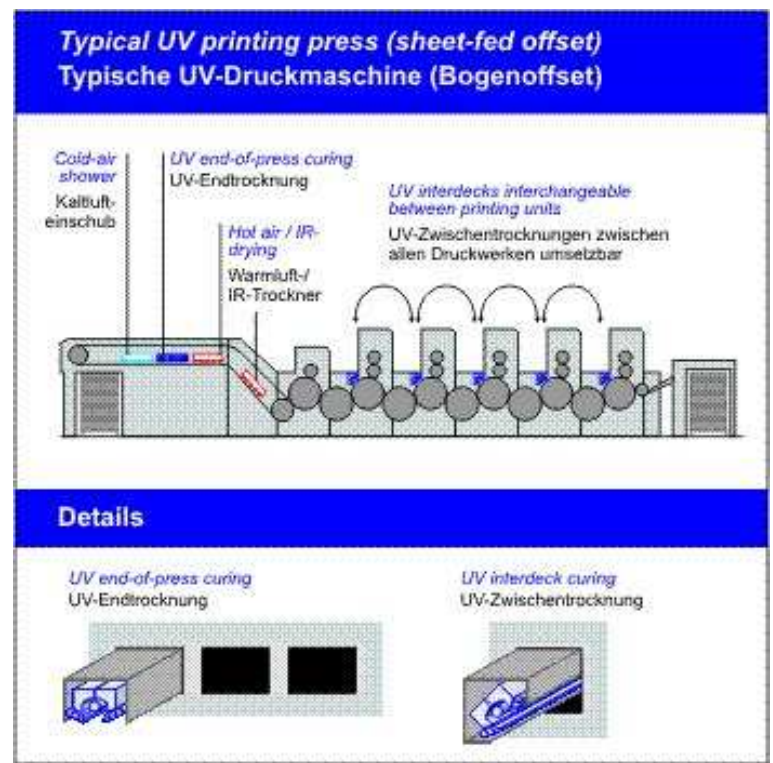 Typical UV printing press (sheet-fed offset)
Typische UV-Druckmaschine (Bogenoffset)
Cold-air
shower
Kaltluft-
einschub
UV end-of-press curing
UV-Endtrocknung
Hot air / IR-
drying
Warmluft-/
IR-Trockner
UV interdecks interchangeable
between printing units
UV-Zwischentrocknungen zwischen
allen Druckwerken umsetzbar
Details
UV end-of-press curing
UV-Endtrocknung
UV interdeck curing
UV-Zwischentrocknung